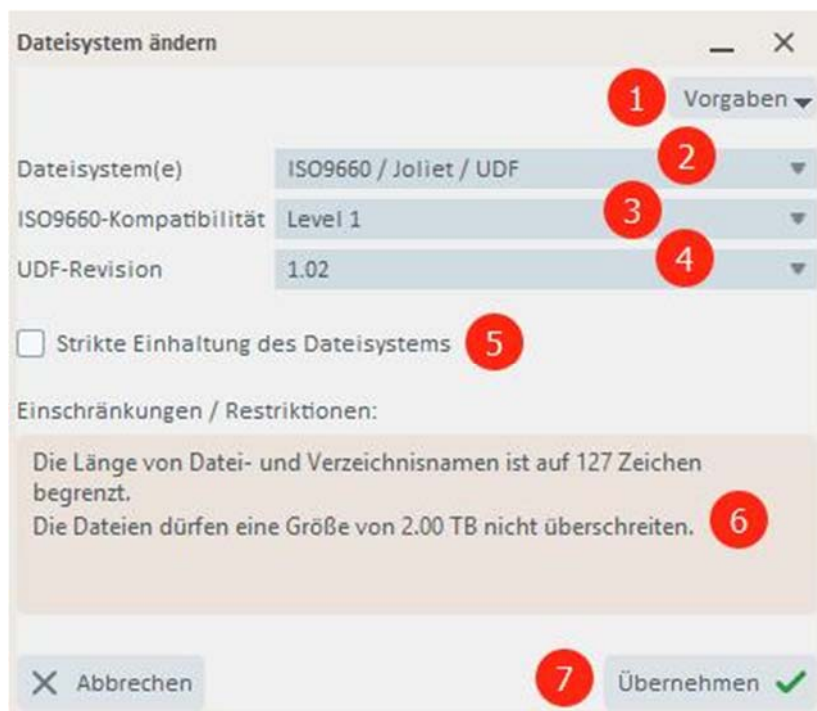 Dateisystem ändern
1 Vorgaben
Dateisystem(e) ISO9660 / Joliet / UDF 2
ISO9660-Kompatibilität Level 1 3
UDF-Revision 1.02 4
Strikte Einhaltung des Dateisystems 5
Einschränkungen / Restriktionen:
Die Länge von Datei- und Verzeichnisnamen ist auf 127 Zeichen
begrenzt.
Die Dateien dürfen eine Größe von 2.00 TB nicht überschreiten. 6
Abbrechen 7 Übernehmen